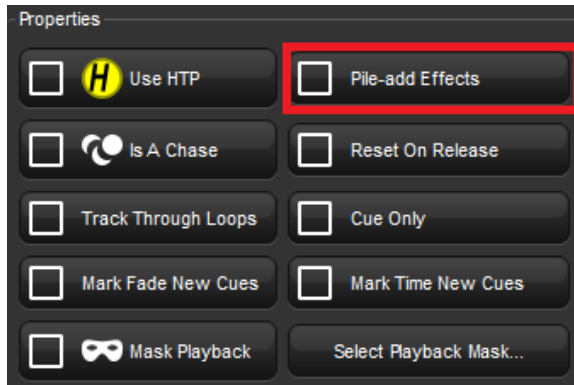 Properties
H Use HTP
Pile-add Effects
Is A Chase
Reset On Release
Track Through Loops
Cue Only
Mark Fade New Cues
Mark Time New Cues
Mask Playback
Select Playback Mask...